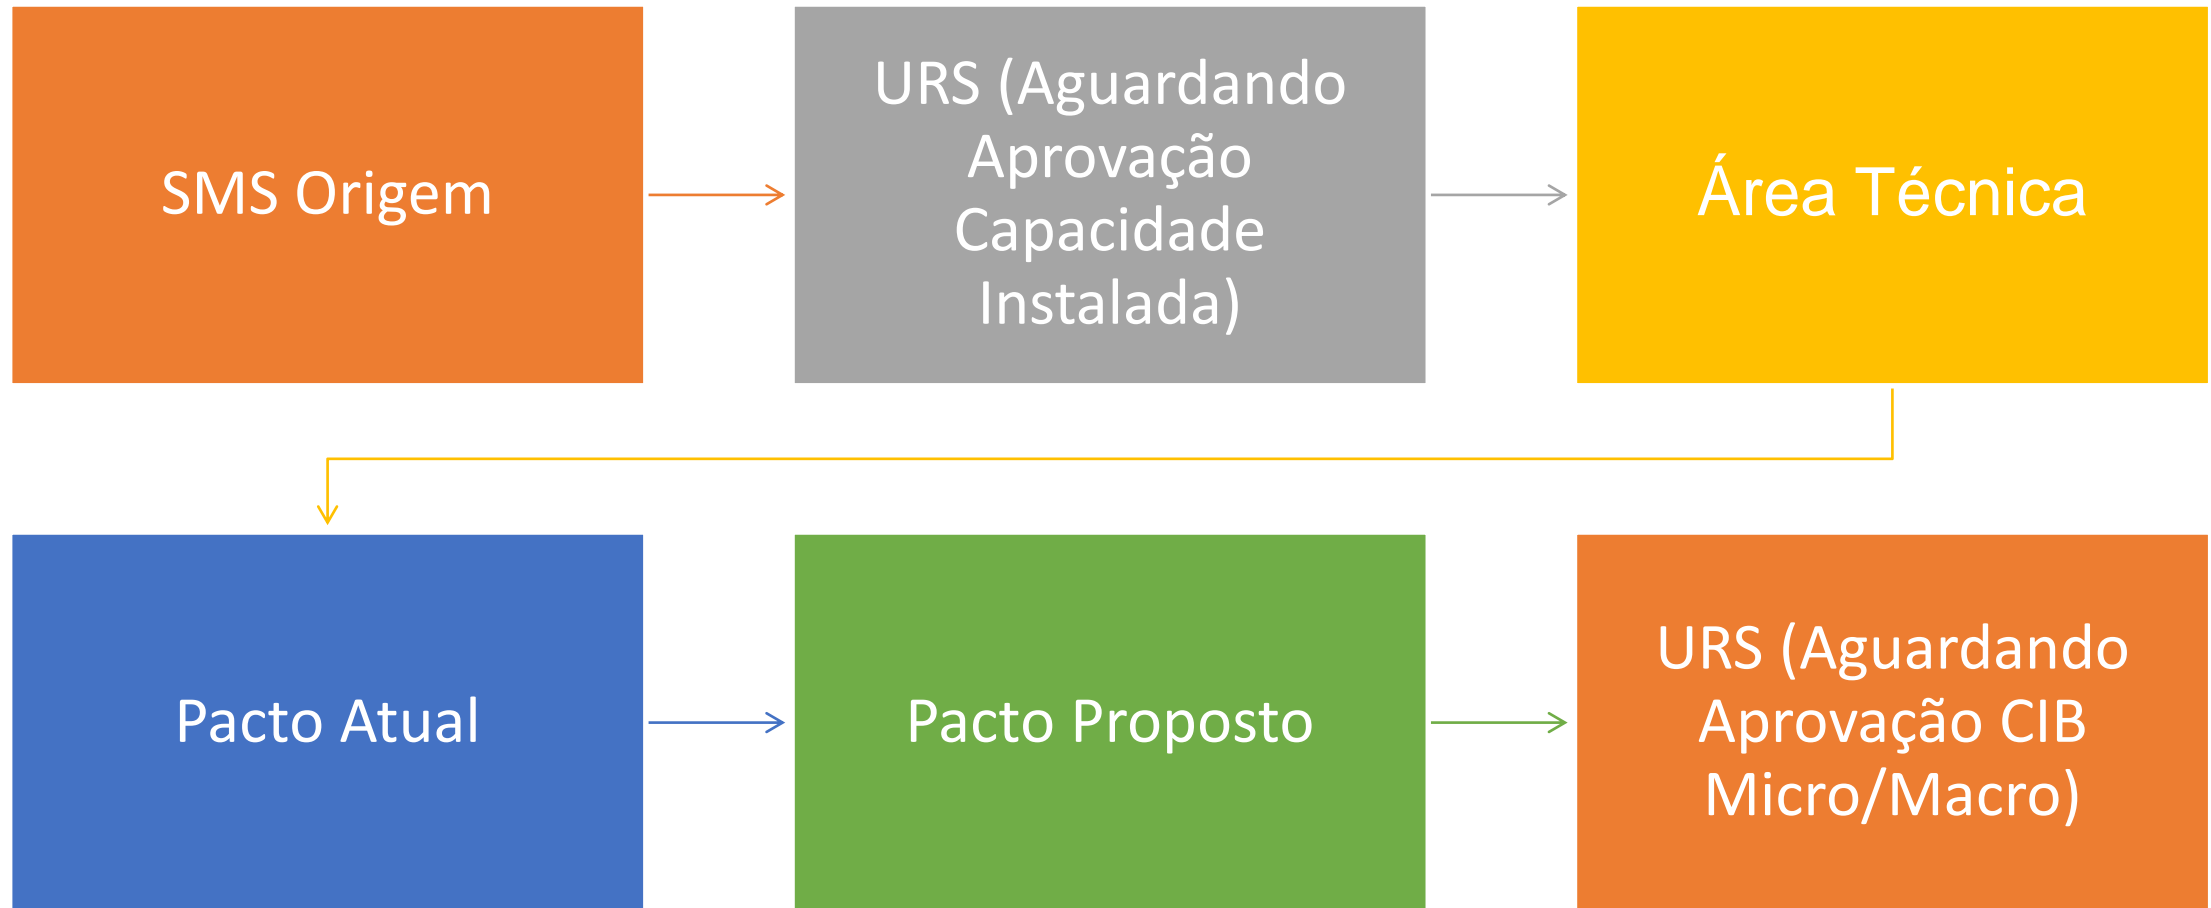 SMS Origem
URS (Aguardando
Aprovação
Capacidade
Instalada)
Área Técnica
Pacto Atual
Pacto Proposto
URS (Aguardando
Aprovação CIB
Micro/Macro)